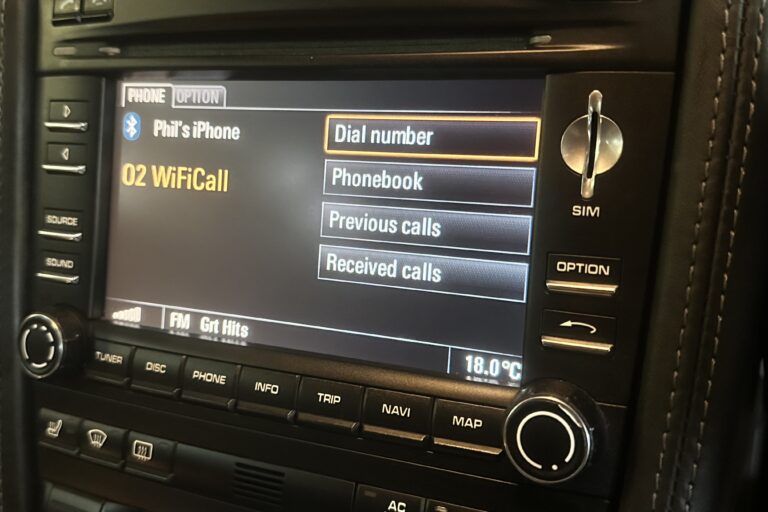 PHONE OPTION
Phil's iPhone
O2 WiFiCall
Dial number
Phonebook
Previous calls
Received calls
FM Grt Hits
18.0°C
SOURCE
SOUND
SIM
OPTION
TUNER DISC PHONE INFO TRIP NAVI MAP
AC